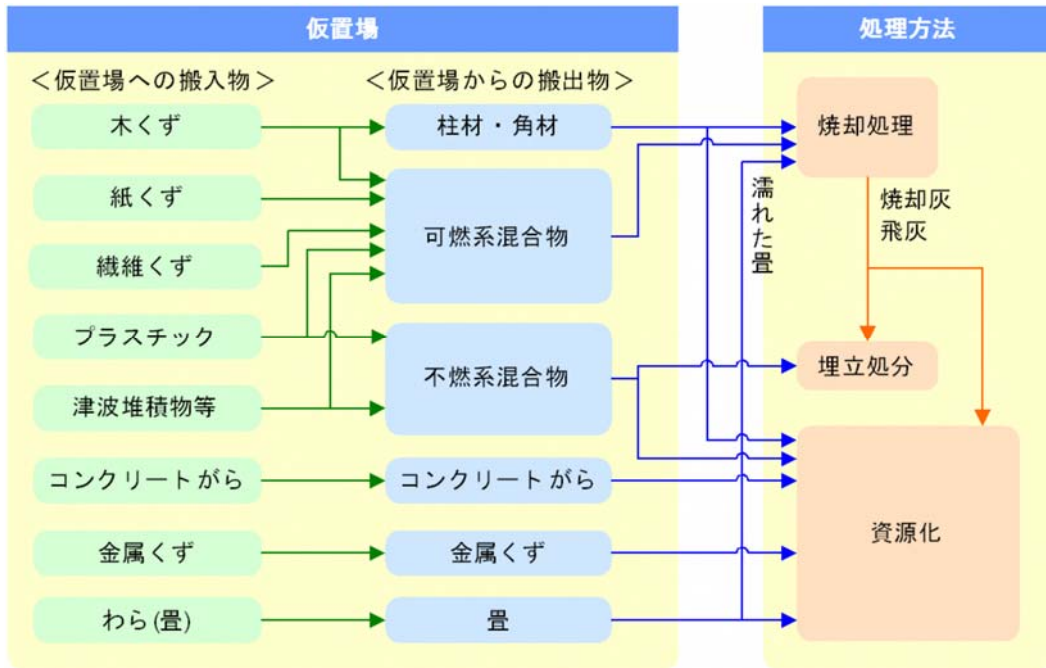 仮置場
処理方法
＜仮置場への搬入物＞
＜仮置場からの搬出物＞
木くず
柱材・角材
焼却処理
紙くず
可燃系混合物
濡れた畳
焼却灰
飛灰
繊維くず
プラスチック
不燃系混合物
埋立処分
津波堆積物等
コンクリートがら
コンクリートがら
資源化
金属くず
金属くず
わら(畳)
畳